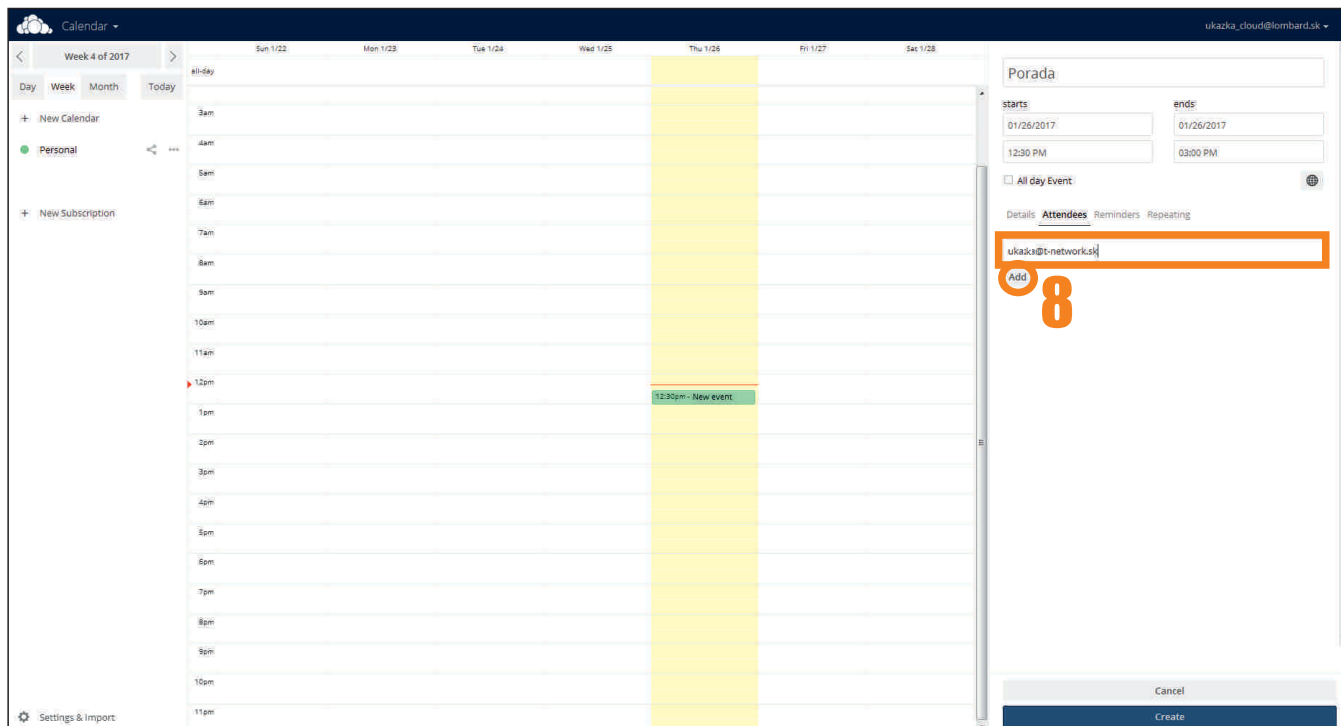 Calendar
ukazka_cloud@lombard.sk
Week 4 of 2017
Day Week Month Today
+ New Calendar
Personal
+ New Subscription
Settings & Import
Sun 1/22 Mon 1/23 Tue 1/24 Wed 1/25 Thu 1/26 Fri 1/27 Sat 1/28
all-day
3am
4am
5am
6am
7am
8am
9am
10am
11am
12pm
12:30pm - New event
1pm
2pm
3pm
4pm
5pm
6pm
7pm
8pm
9pm
10pm
11pm
Porada
starts ends
01/26/2017 01/26/2017
12:30 PM 03:00 PM
All day Event
Details Attendees Reminders Repeating
ukazka@t-network.sk
Add
8
Cancel
Create